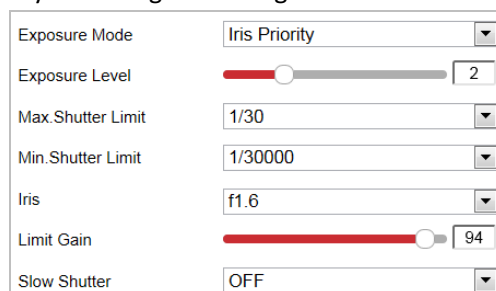 Exposure Mode Iris Priority
Exposure Level 2
Max.Shutter Limit 1/30
Min.Shutter Limit 1/30000
Iris f1.6
Limit Gain 94
Slow Shutter OFF